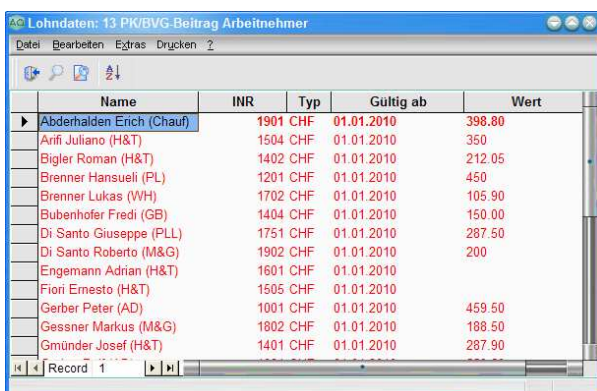 Lohndaten: 13 PK/BVG-Beitrag Arbeitnehmer
Datei Bearbeiten Extras Drucken ?
Name INR Typ Gültig ab Wert
Abderhalden Erich (Chauf) 1901 CHF 01.01.2010 398.80
Arifi Juliano (H&T) 1504 CHF 01.01.2010 350
Bigler Roman (H&T) 1402 CHF 01.01.2010 212.05
Brenner Hansueli (PL) 1201 CHF 01.01.2010 450
Brenner Lukas (WH) 1702 CHF 01.01.2010 105.90
Bubenhofer Fredi (GB) 1404 CHF 01.01.2010 150.00
Di Santo Giuseppe (PLL) 1751 CHF 01.01.2010 287.50
Di Santo Roberto (M&G) 1902 CHF 01.01.2010 200
Engemann Adrian (H&T) 1601 CHF 01.01.2010
Fiori Ernesto (H&T) 1505 CHF 01.01.2010
Gerber Peter (AD) 1001 CHF 01.01.2010 459.50
Gessner Markus (M&G) 1802 CHF 01.01.2010 188.50
Gmünder Josef (H&T) 1401 CHF 01.01.2010 287.90
Record 1